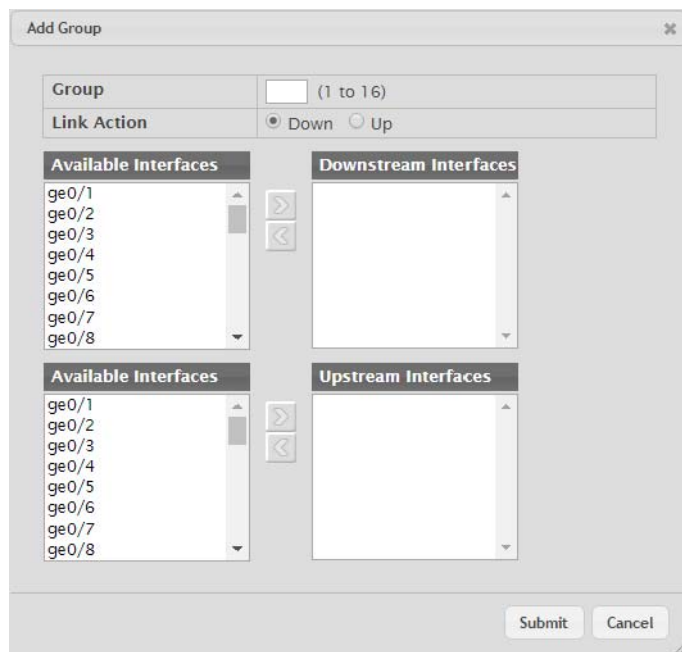 Add Group
Group (1 to 16)
Link Action Down Up
Available Interfaces Downstream Interfaces
ge0/1
ge0/2
ge0/3
ge0/4
ge0/5
ge0/6
ge0/7
ge0/8
Available Interfaces Upstream Interfaces
ge0/1
ge0/2
ge0/3
ge0/4
ge0/5
ge0/6
ge0/7
ge0/8
Submit Cancel